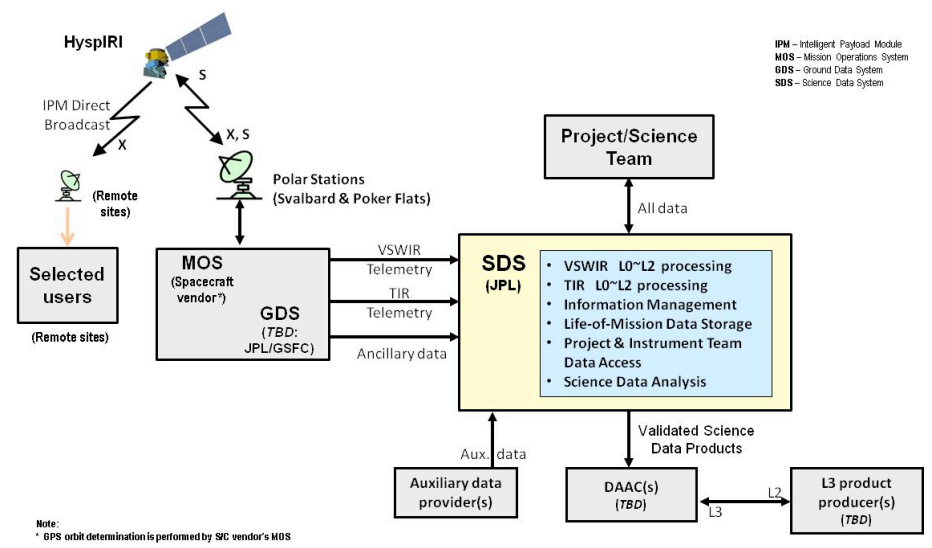 HyspIRI
IPM – Intelligent Payload Module
MOS – Mission Operations System
GDS – Ground Data System
SDS – Science Data System
S
IPM Direct
Broadcast
X
X, S
Project/Science
Team
Polar Stations
(Svalbard & Poker Flats)
(Remote
sites)
All data
Selected
users
(Remote sites)
MOS
(Spacecraft
vendor*)
GDS
(TBD:
JPL/GSFC)
VSWIR
Telemetry
TIR
Telemetry
Ancillary data
SDS
(JPL)
• VSWIR L0~L2 processing
• TIR L0~L2 processing
• Information Management
• Life-of-Mission Data Storage
• Project & Instrument Team
Data Access
• Science Data Analysis
Validated Science
Data Products
Aux. data
Auxiliary data
provider(s)
DAAC(s)
(TBD)
L2
L3
L3 product
producer(s)
(TBD)
Note:
* GPS orbit determination is performed by S/C vendor's MOS